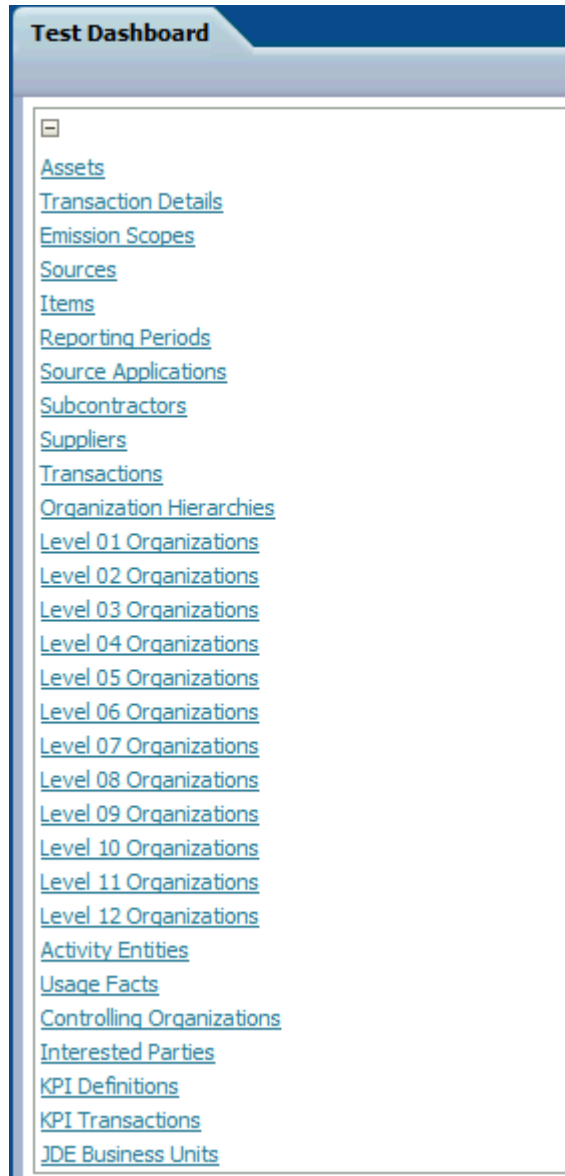 Test Dashboard
Assets
Transaction Details
Emission Scopes
Sources
Items
Reporting Periods
Source Applications
Subcontractors
Suppliers
Transactions
Organization Hierarchies
Level 01 Organizations
Level 02 Organizations
Level 03 Organizations
Level 04 Organizations
Level 05 Organizations
Level 06 Organizations
Level 07 Organizations
Level 08 Organizations
Level 09 Organizations
Level 10 Organizations
Level 11 Organizations
Level 12 Organizations
Activity Entities
Usage Facts
Controlling Organizations
Interested Parties
KPI Definitions
KPI Transactions
JDE Business Units